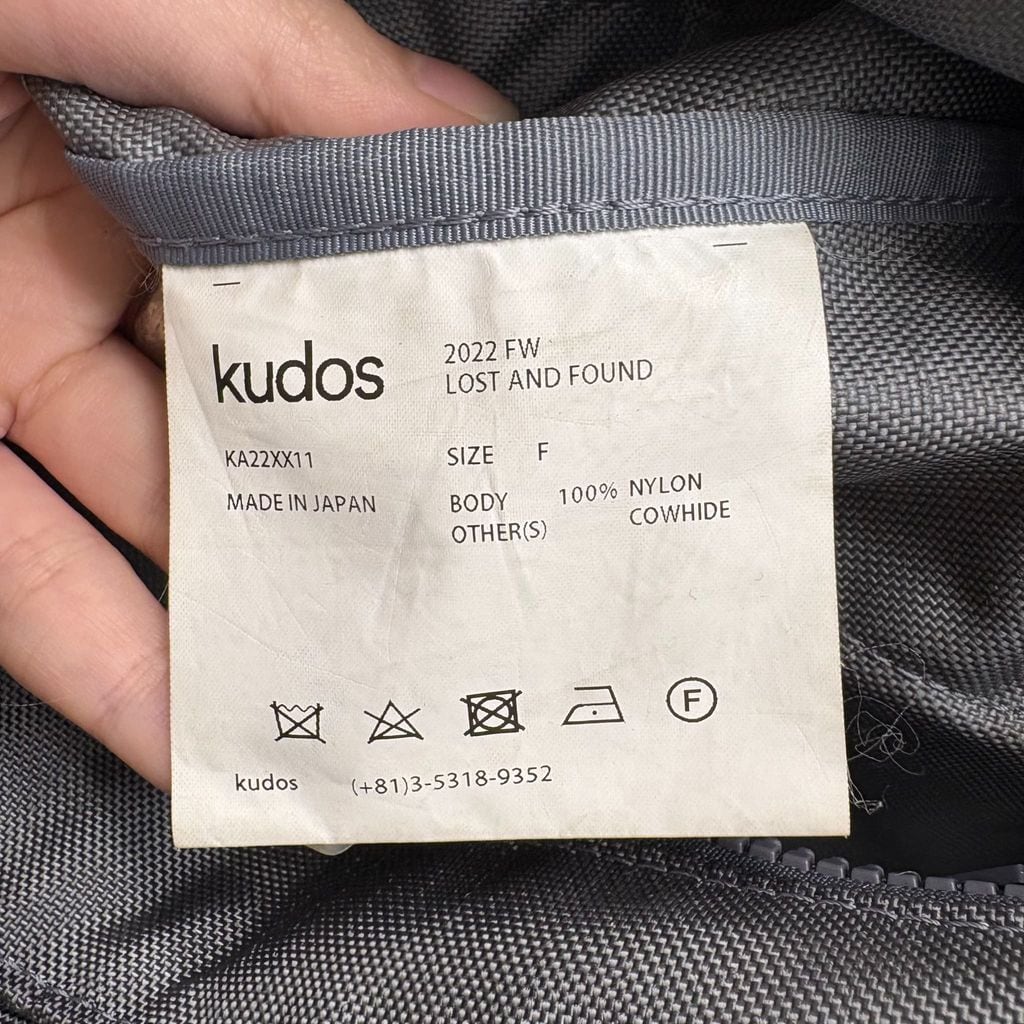 kudos
2022 FW
LOST AND FOUND
KA22XX11
SIZE F
MADE IN JAPAN
BODY 100% NYLON
OTHER(S) COWHIDE
F
kudos (+81)3-5318-9352